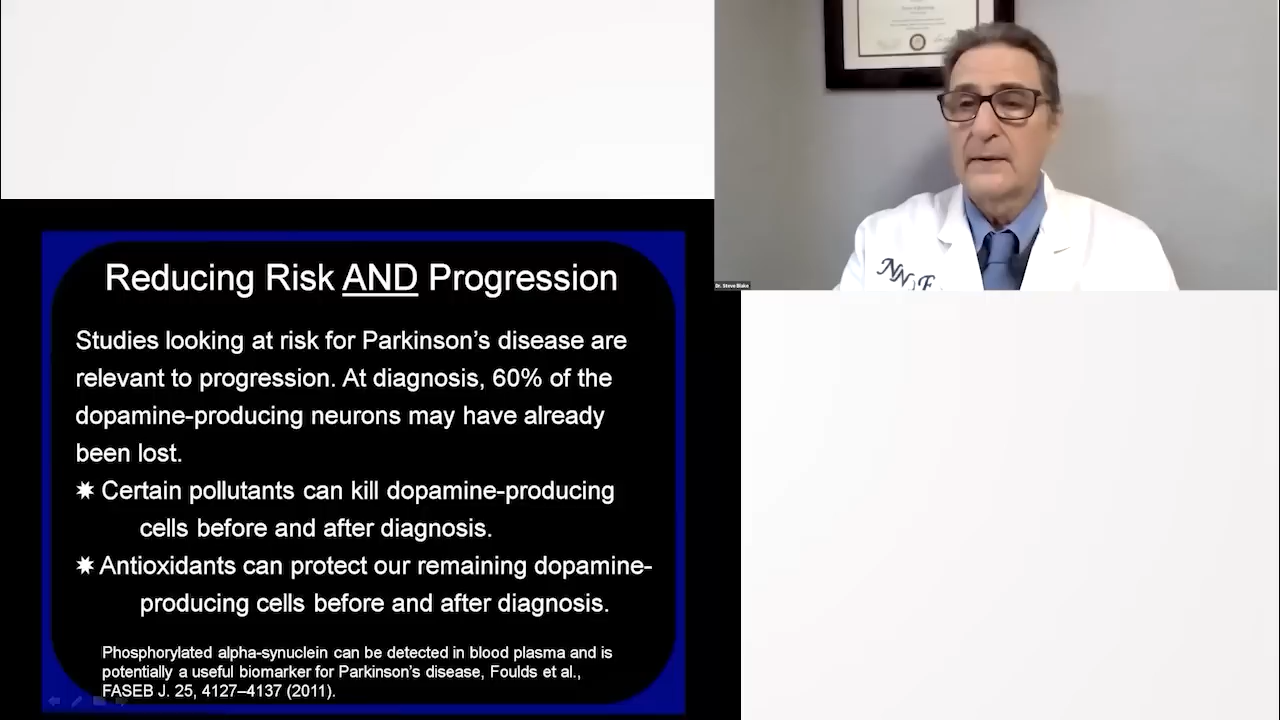 Reducing Risk AND Progression
Studies looking at risk for Parkinson’s disease are
relevant to progression. At diagnosis, 60% of the
dopamine-producing neurons may have already
been lost.
✷ Certain pollutants can kill dopamine-producing
cells before and after diagnosis.
✷ Antioxidants can protect our remaining dopamine-
producing cells before and after diagnosis.
Phosphorylated alpha-synuclein can be detected in blood plasma and is
potentially a useful biomarker for Parkinson’s disease, Foulds et al.,
FASEB J. 25, 4127–4137 (2011).
Dr. Steve Blake